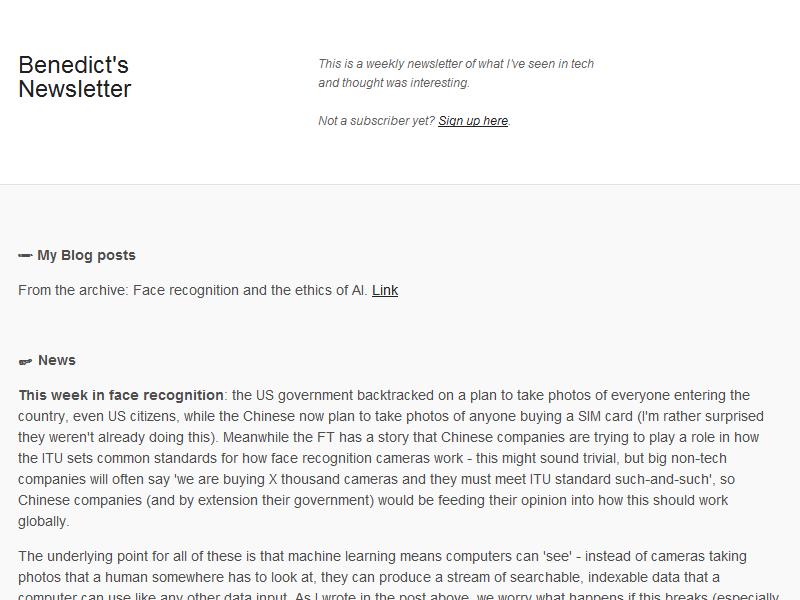 Benedict's
Newsletter
This is a weekly newsletter of what I've seen in tech
and thought was interesting.
Not a subscriber yet? Sign up here.
My Blog posts
From the archive: Face recognition and the ethics of AI. Link
News
This week in face recognition: the US government backtracked on a plan to take photos of everyone entering the
country, even US citizens, while the Chinese now plan to take photos of anyone buying a SIM card (I'm rather surprised
they weren't already doing this). Meanwhile the FT has a story that Chinese companies are trying to play a role in how
the ITU sets common standards for how face recognition cameras work - this might sound trivial, but big non-tech
companies will often say 'we are buying X thousand cameras and they must meet ITU standard such-and-such', so
Chinese companies (and by extension their government) would be feeding their opinion into how this should work
globally.
The underlying point for all of these is that machine learning means computers can 'see' - instead of cameras taking
photos that a human somewhere has to look at, they can produce a stream of searchable, indexable data that a
computer can use like any other data input. As I wrote in the post above, we worry what happens if this breaks (especially